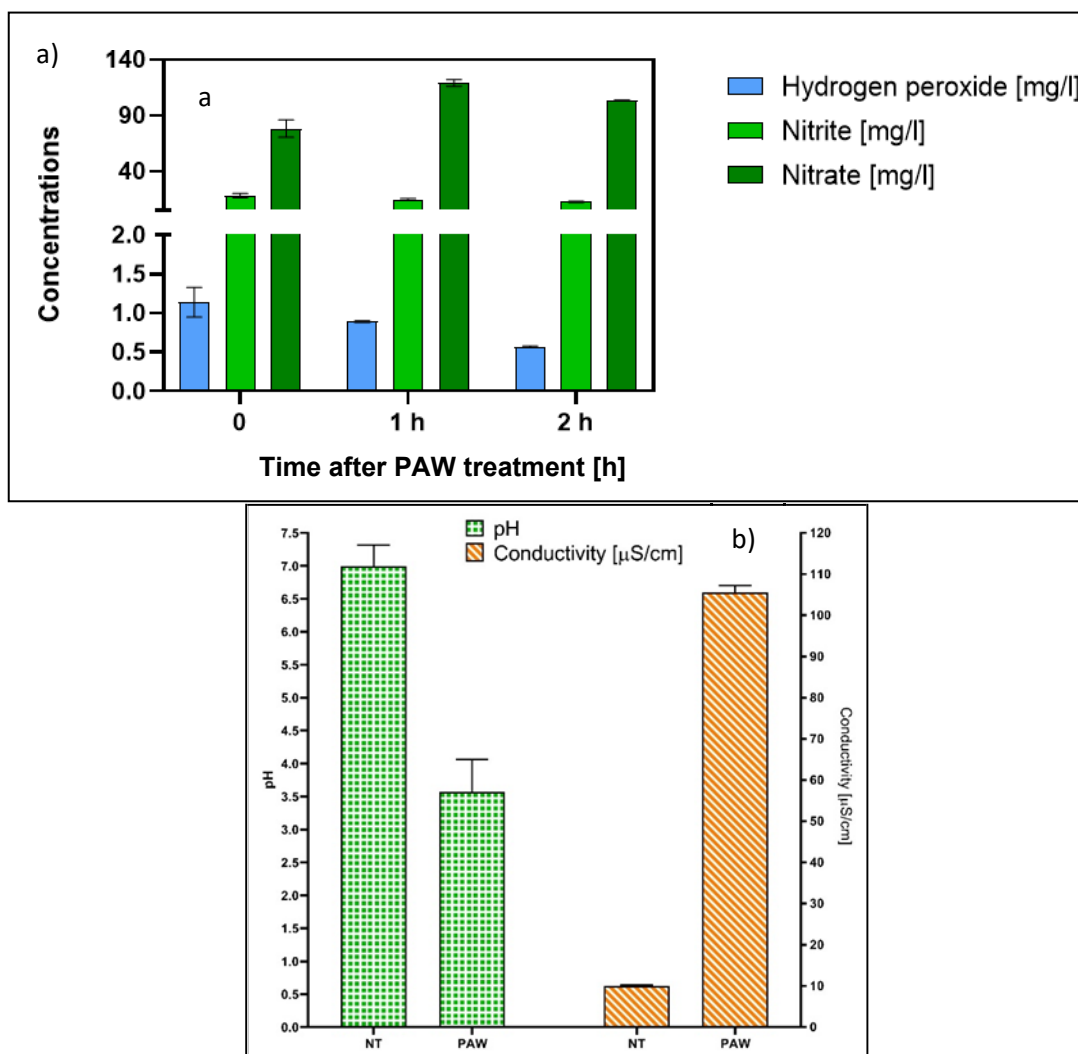 a)
a
140
90
40
2.0
1.5
1.0
0.5
0.0
Concentrations
0
1 h
2 h
Time after PAW treatment [h]
Hydrogen peroxide [mg/l]
Nitrite [mg/l]
Nitrate [mg/l]
b)
pH
Conductivity [µS/cm]
7.5
7.0
6.5
6.0
5.5
5.0
4.5
4.0
3.5
3.0
2.5
2.0
1.5
1.0
0.5
0.0
pH
120
110
100
90
80
70
60
50
40
30
20
10
0
Conductivity [µS/cm]
NT
PAW
NT
PAW